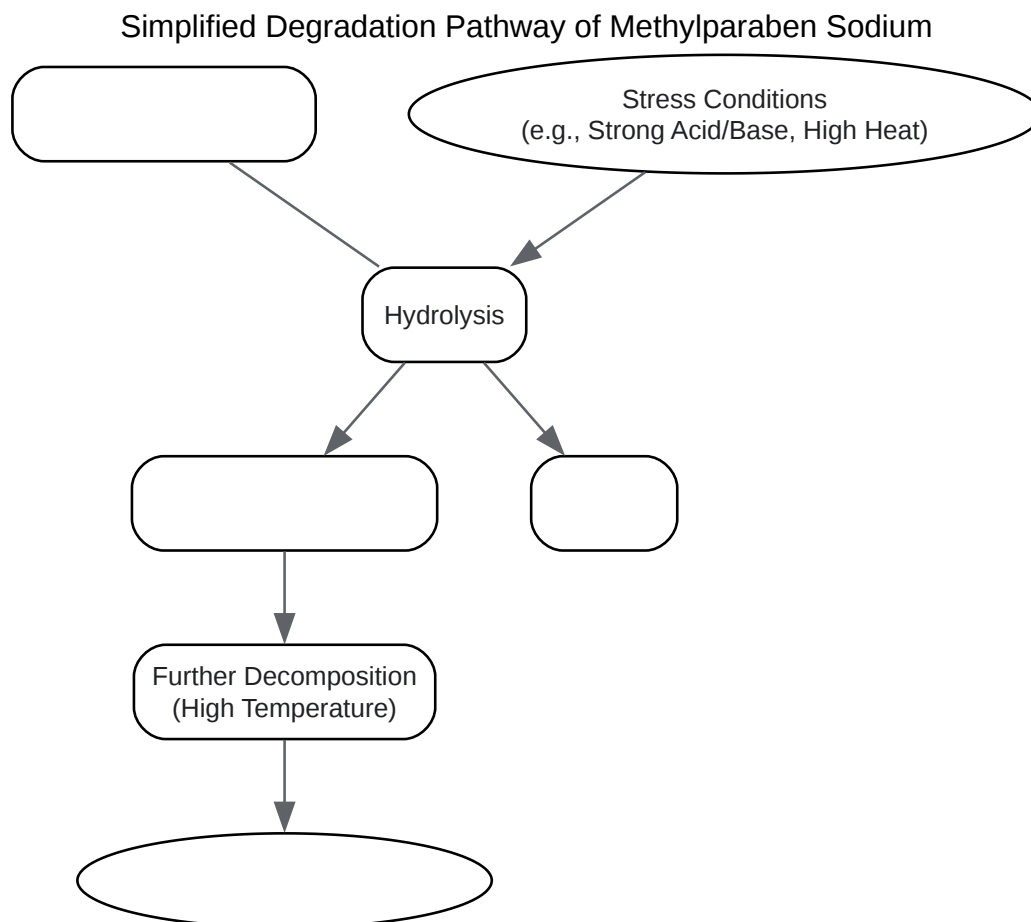 Simplified Degradation Pathway of Methylparaben Sodium
Stress Conditions
(e.g., Strong Acid/Base, High Heat)
Hydrolysis
Further Decomposition
(High Temperature)